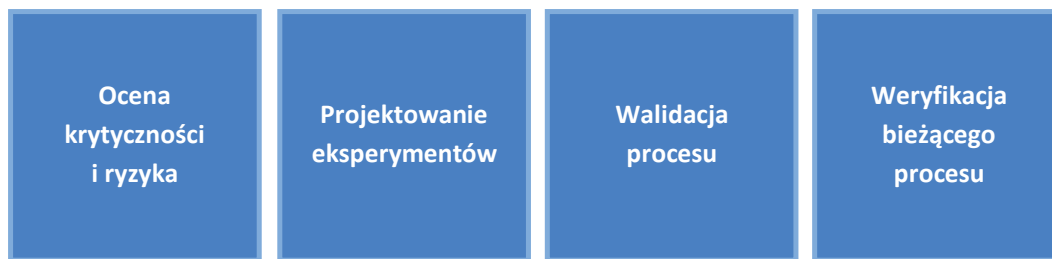 Ocena
krytyczności
i ryzyka
Projektowanie
eksperymentów
Walidacja
procesu
Weryfikacja
bieżącego
procesu